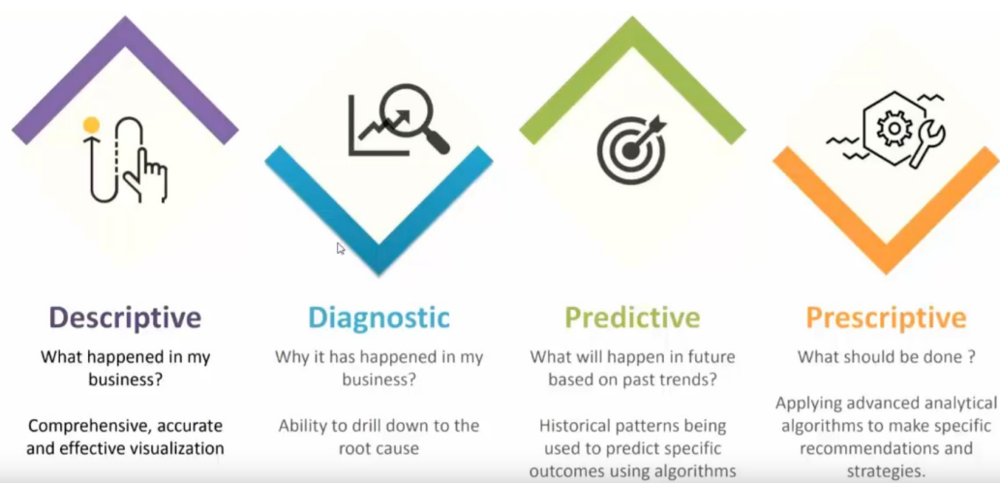 Descriptive
What happened in my
business?
Comprehensive, accurate
and effective visualization
Diagnostic
Why it has happened in my
business?
Ability to drill down to the
root cause
Predictive
What will happen in future
based on past trends?
Historical patterns being
used to predict specific
outcomes using algorithms
Prescriptive
What should be done ?
Applying advanced analytical
algorithms to make specific
recommendations and
strategies.